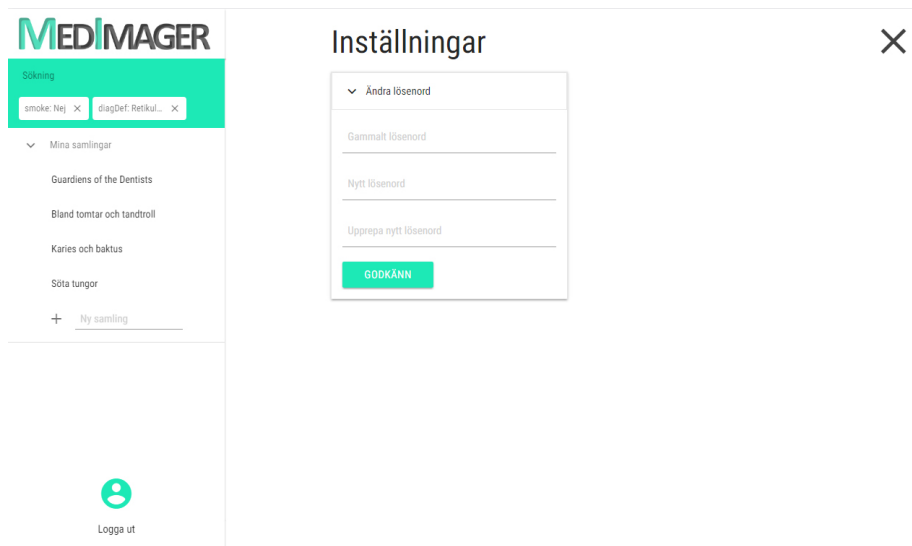 MEDIMAGER
Sökning
smoke: Nej
diagDef: Retikul...
Mina samlingar
Guardiens of the Dentists
Bland tomtar och tandtroll
Karies och baktus
Söta tungor
Ny samling
Logga ut
Inställningar
Ändra lösenord
Gammalt lösenord
Nytt lösenord
Upprepa nytt lösenord
GODKÄNN